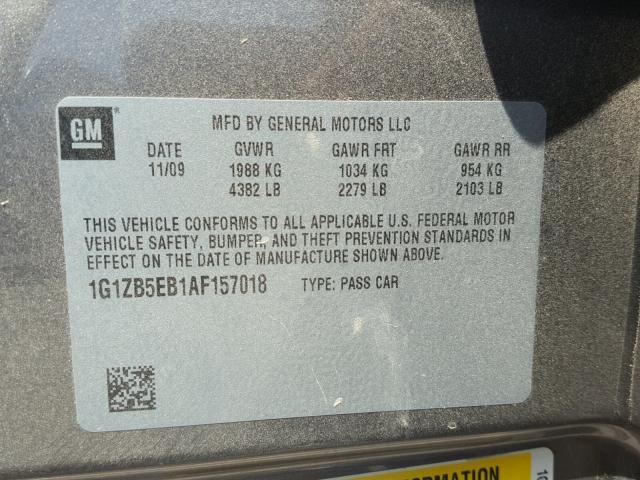 GM
MFD BY GENERAL MOTORS LLC
DATE GVWR GAWR FRT GAWR RR
11/09 1988 KG 1034 KG 954 KG
4382 LB 2279 LB 2103 LB
THIS VEHICLE CONFORMS TO ALL APPLICABLE U.S. FEDERAL MOTOR
VEHICLE SAFETY, BUMPER, AND THEFT PREVENTION STANDARDS IN
EFFECT ON THE DATE OF MANUFACTURE SHOWN ABOVE.
1G1ZB5EB1AF157018 TYPE: PASS CAR